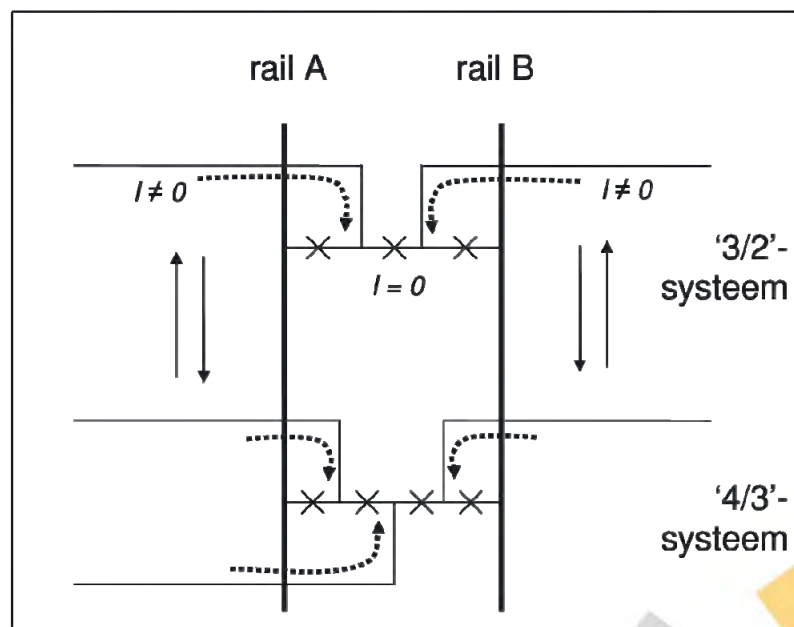 rail A
rail B
I ≠ 0
I ≠ 0
'3/2'-
systeem
I = 0
'4/3'-
systeem